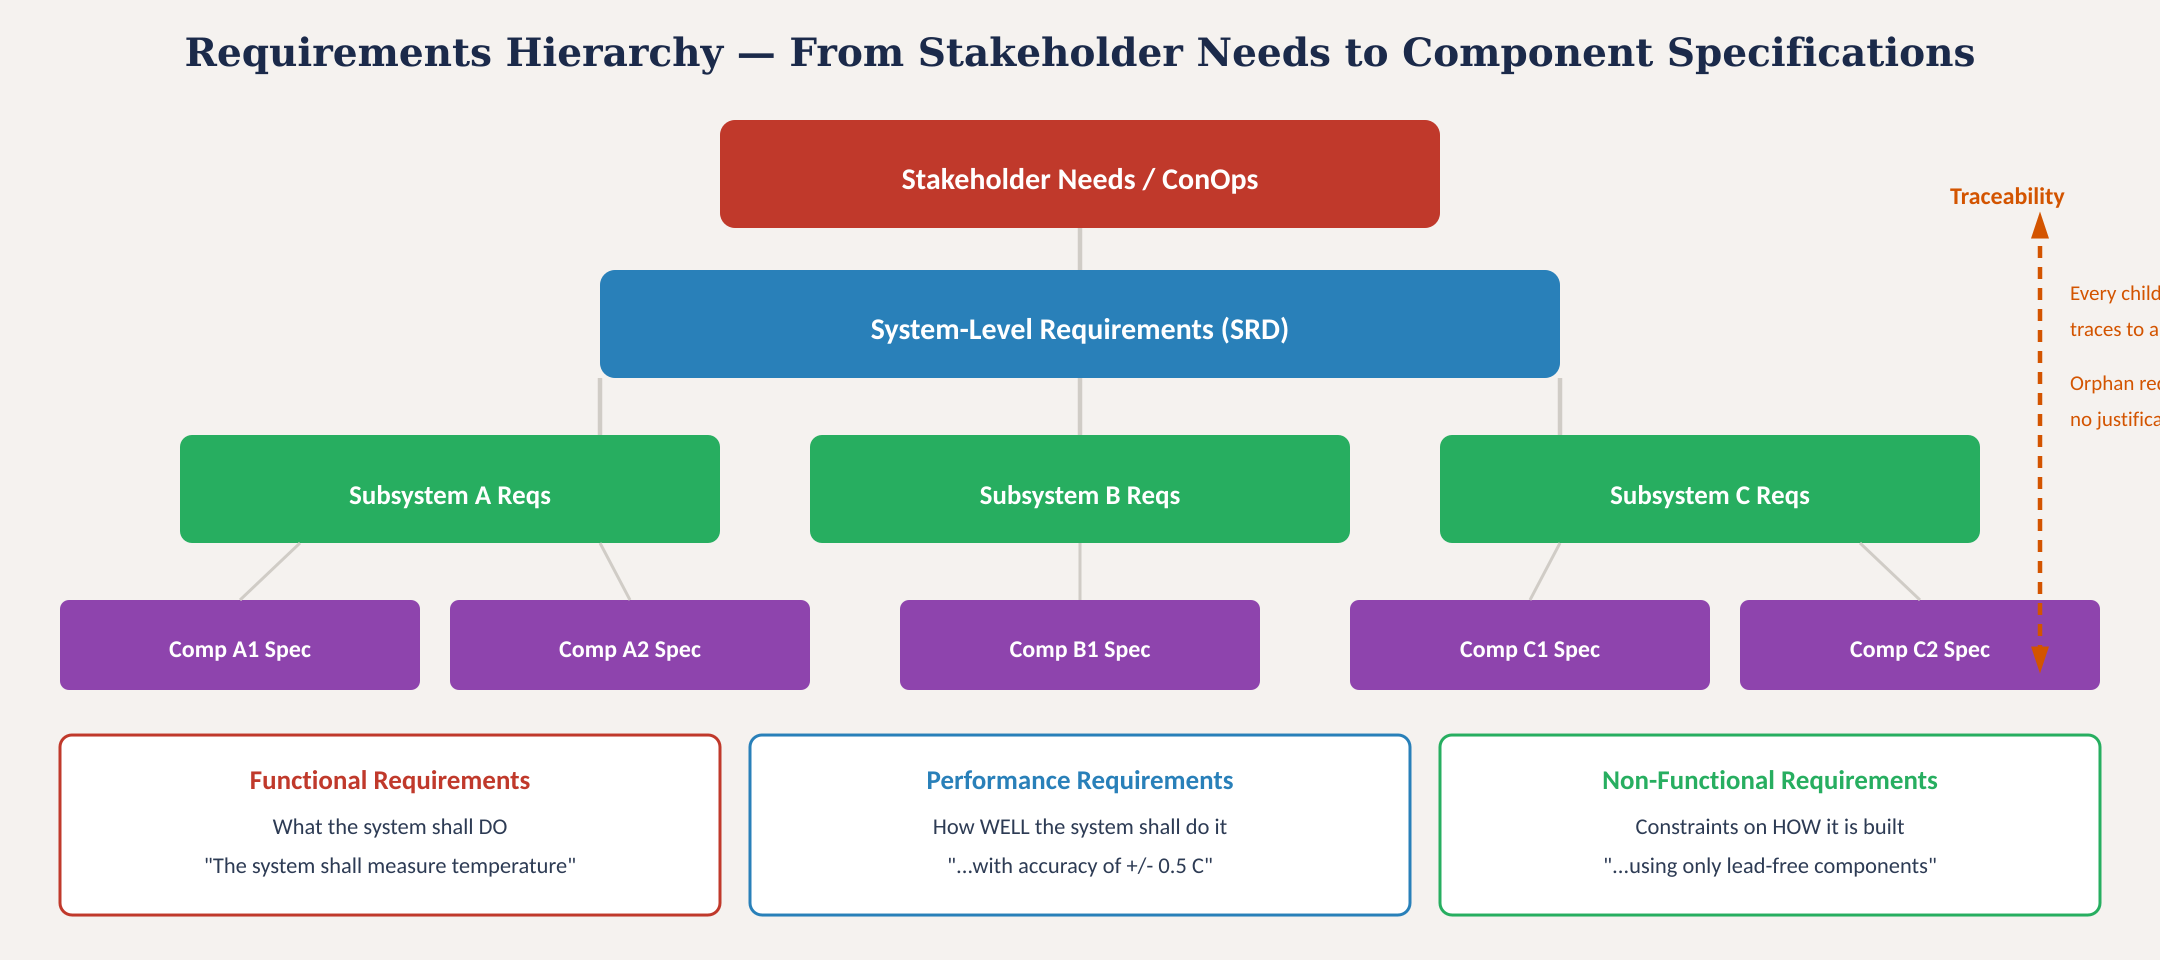 Requirements Hierarchy — From Stakeholder Needs to Component Specifications
Stakeholder Needs / ConOps
Traceability
System-Level Requirements (SRD)
Every child
traces to a
Orphan
no
Subsystem A Reqs
Subsystem B Reqs
Subsystem C Reqs
Comp A1 Spec
Comp A2 Spec
Comp B1 Spec
Comp C1 Spec
Comp C2 Spec
Functional Requirements
What the system shall DO
"The system shall measure temperature"
Performance Requirements
How WELL the system shall do it
"...with accuracy of +/- 0.5 C"
Non-Functional Requirements
Constraints on HOW it is built
"...using only lead-free components"